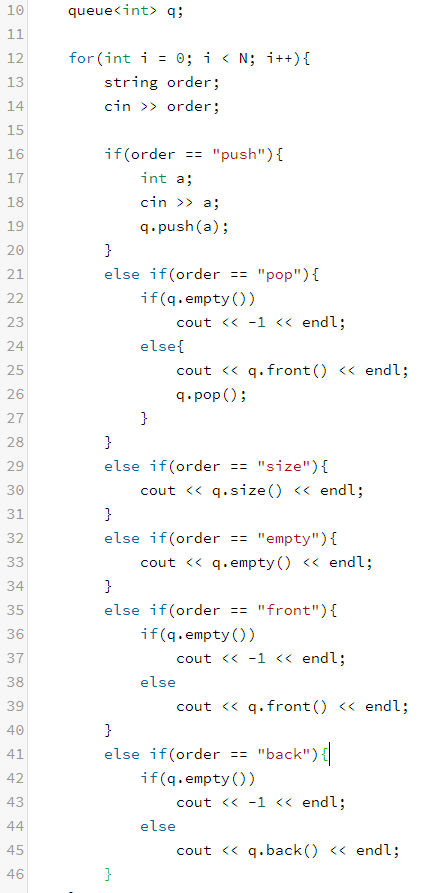 10 queue<int> q;
11
12 for(int i = 0; i < N; i++){
13 string order;
14 cin >> order;
15
16 if(order == "push"){
17 int a;
18 cin >> a;
19 q.push(a);
20 }
21 else if(order == "pop"){
22 if(q.empty())
23 cout << -1 << endl;
24 else{
25 cout << q.front() << endl;
26 q.pop();
27 }
28 }
29 else if(order == "size"){
30 cout << q.size() << endl;
31 }
32 else if(order == "empty"){
33 cout << q.empty() << endl;
34 }
35 else if(order == "front"){
36 if(q.empty())
37 cout << -1 << endl;
38 else
39 cout << q.front() << endl;
40 }
41 else if(order == "back"){
42 if(q.empty())
43 cout << -1 << endl;
44 else
45 cout << q.back() << endl;
46 }